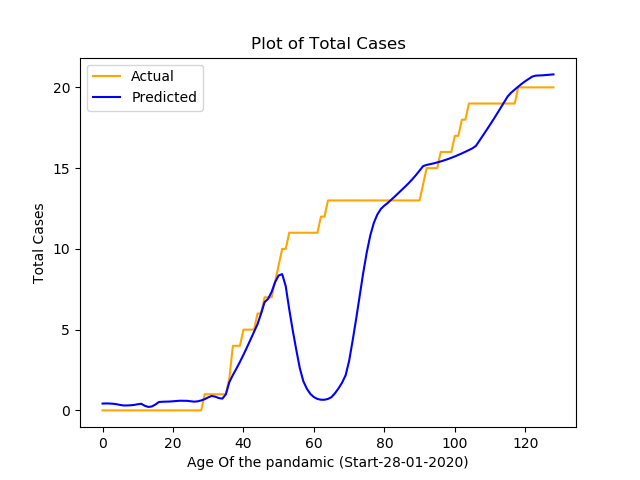 Plot of Total Cases
Actual
Predicted
20
15
10
5
0
Total Cases
0 20 40 60 80 100 120
Age Of the pandamic (Start-28-01-2020)